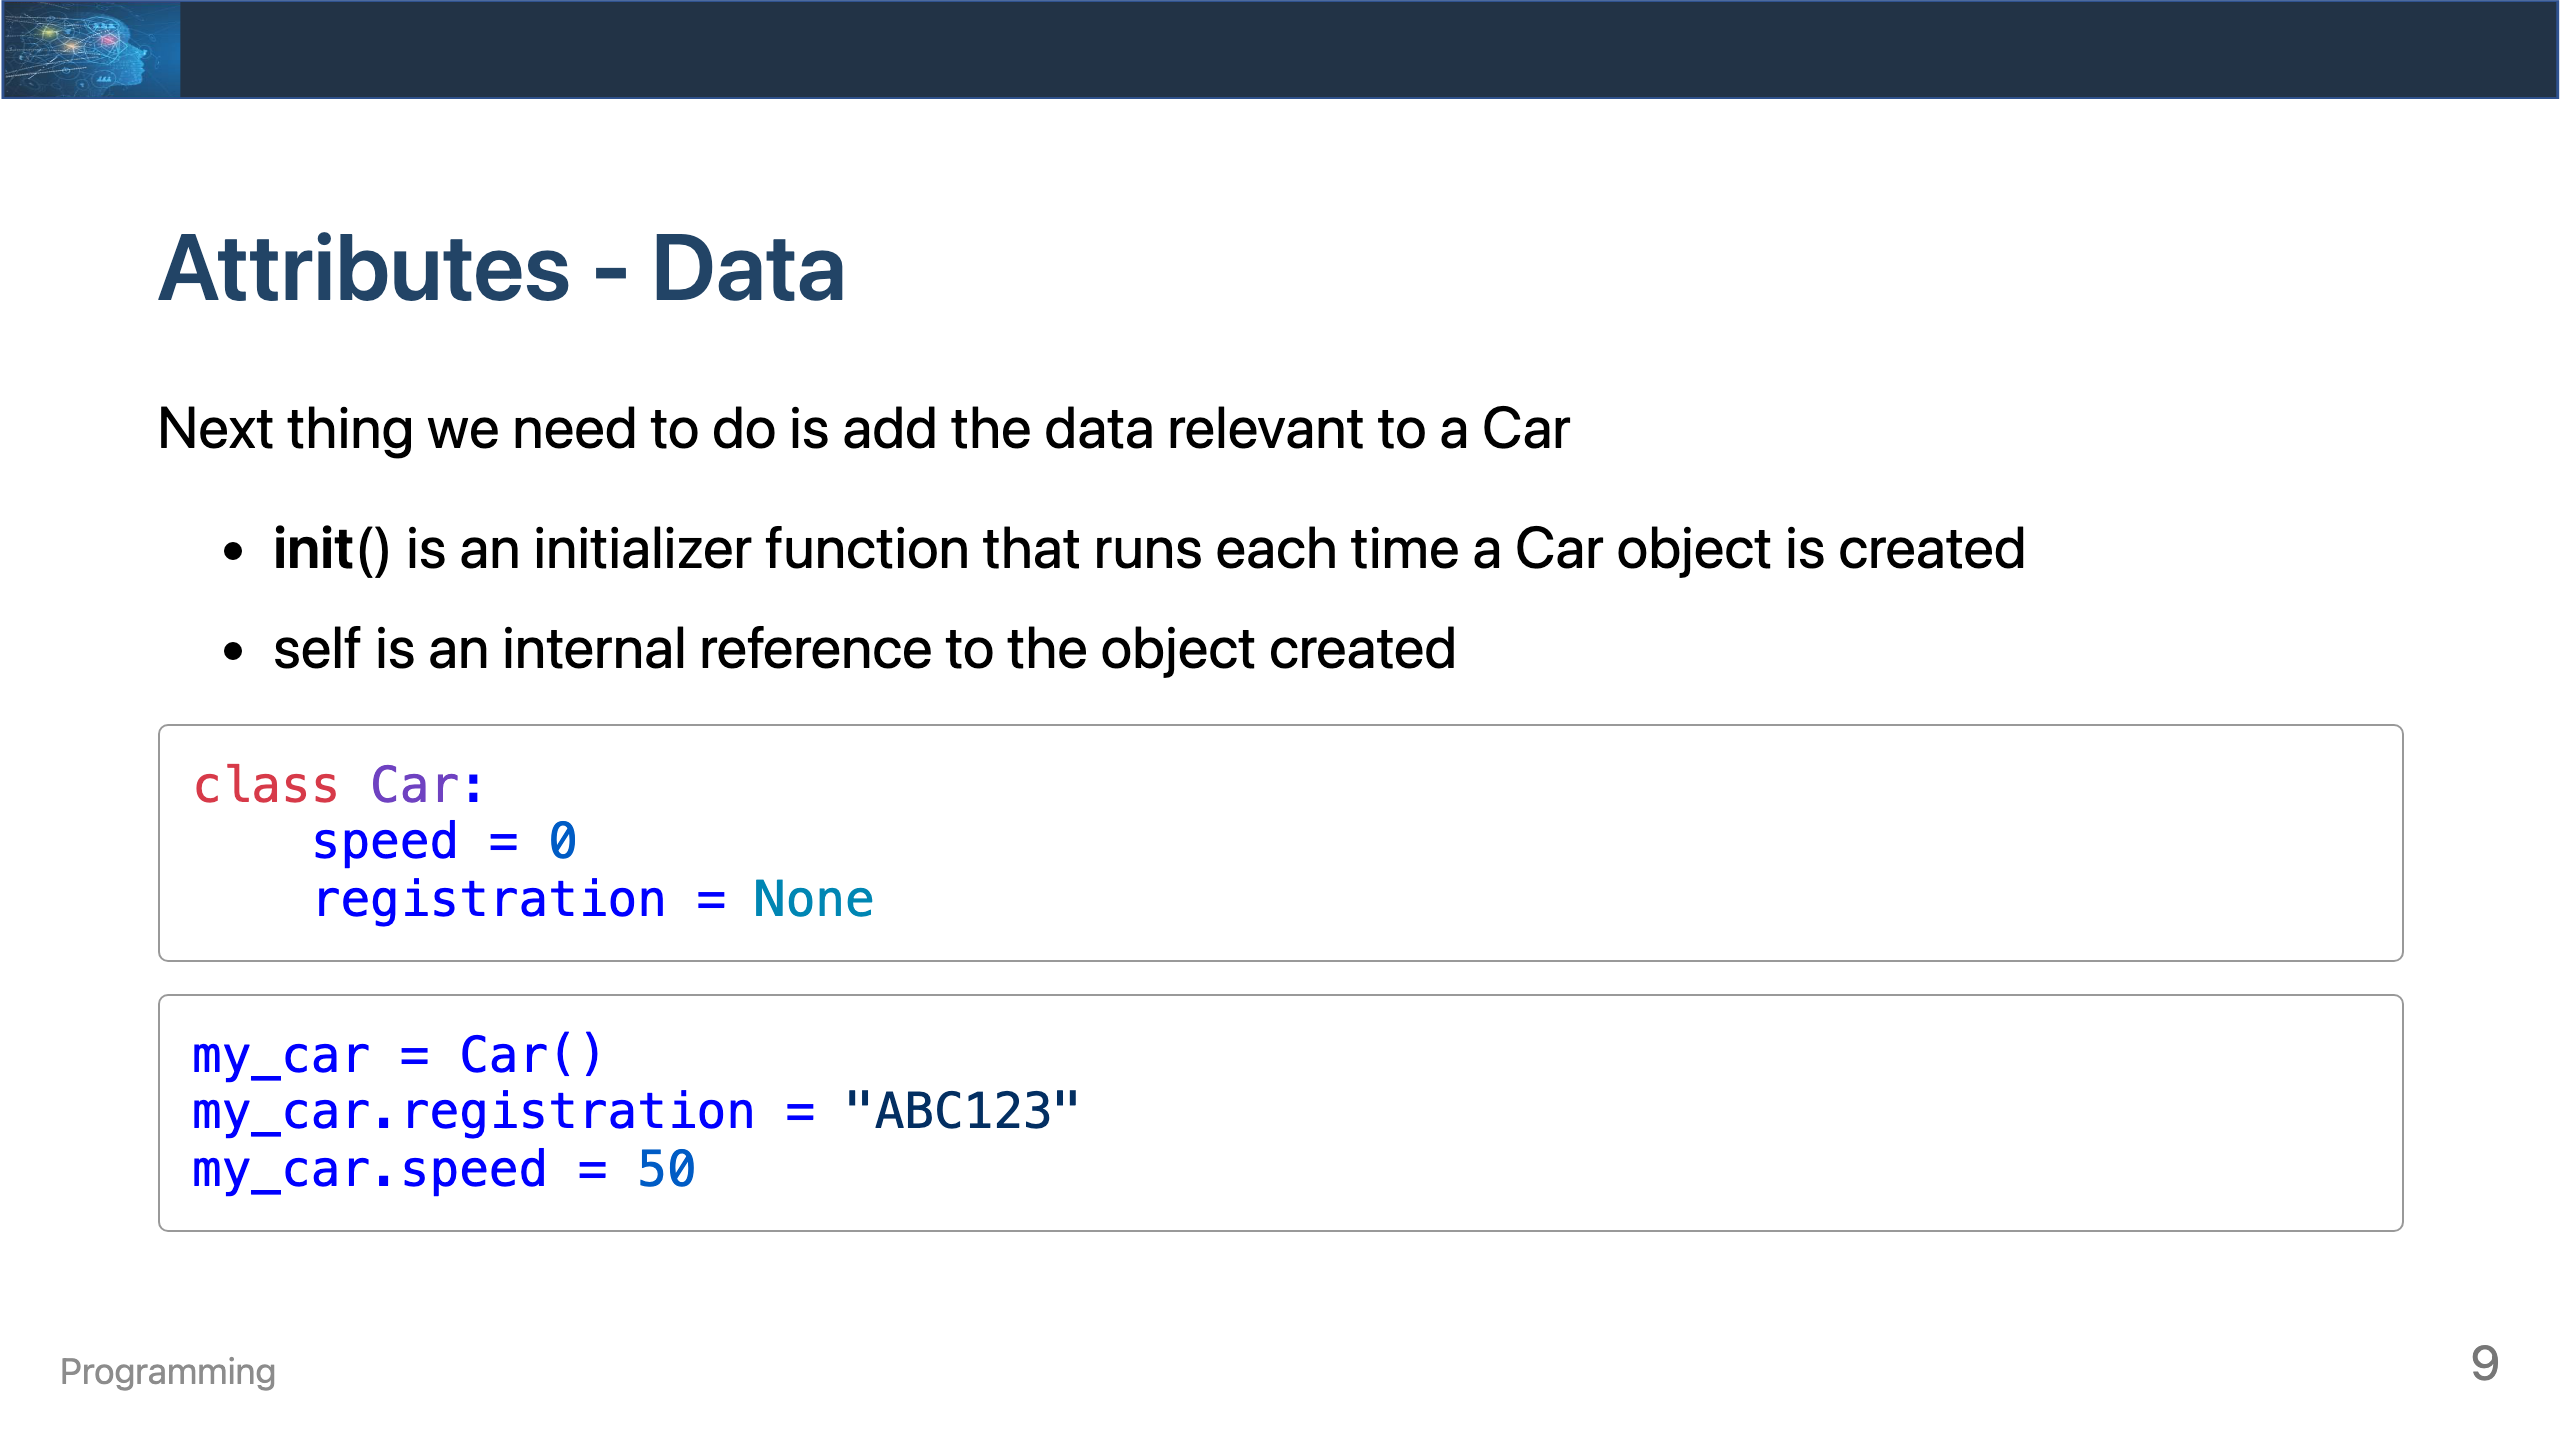 Attributes - Data
Next thing we need to do is add the data relevant to a Car
• init() is an initializer function that runs each time a Car object is created
• self is an internal reference to the object created
class Car:
    speed = 0
    registration = None
my_car = Car()
my_car.registration = "ABC123"
my_car.speed = 50
Programming
9